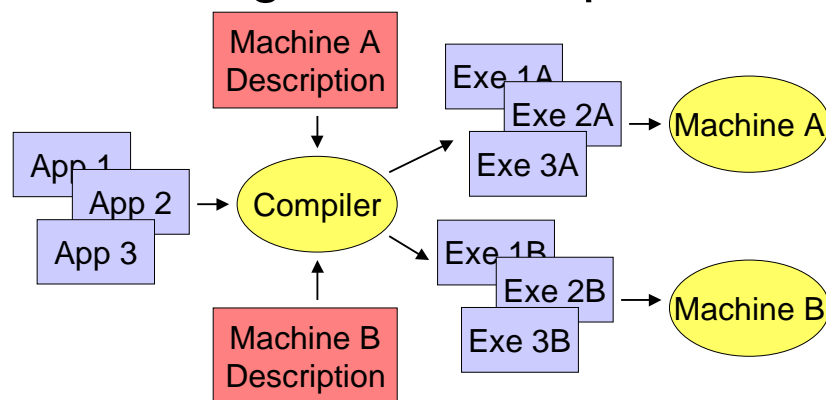 Machine A
Description
Exe 1A
Exe 2A
Exe 3A
Machine A
App 1
App 2
App 3
Compiler
Exe 1B
Exe 2B
Exe 3B
Machine B
Machine B
Description